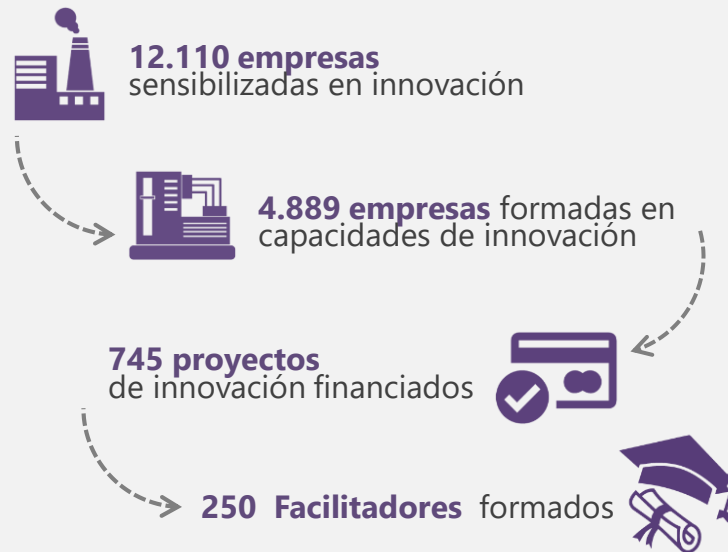 12.110 empresas
sensibilizadas en innovación
4.889 empresas formadas en
capacidades de innovación
745 proyectos
de innovación financiados
250 Facilitadores formados